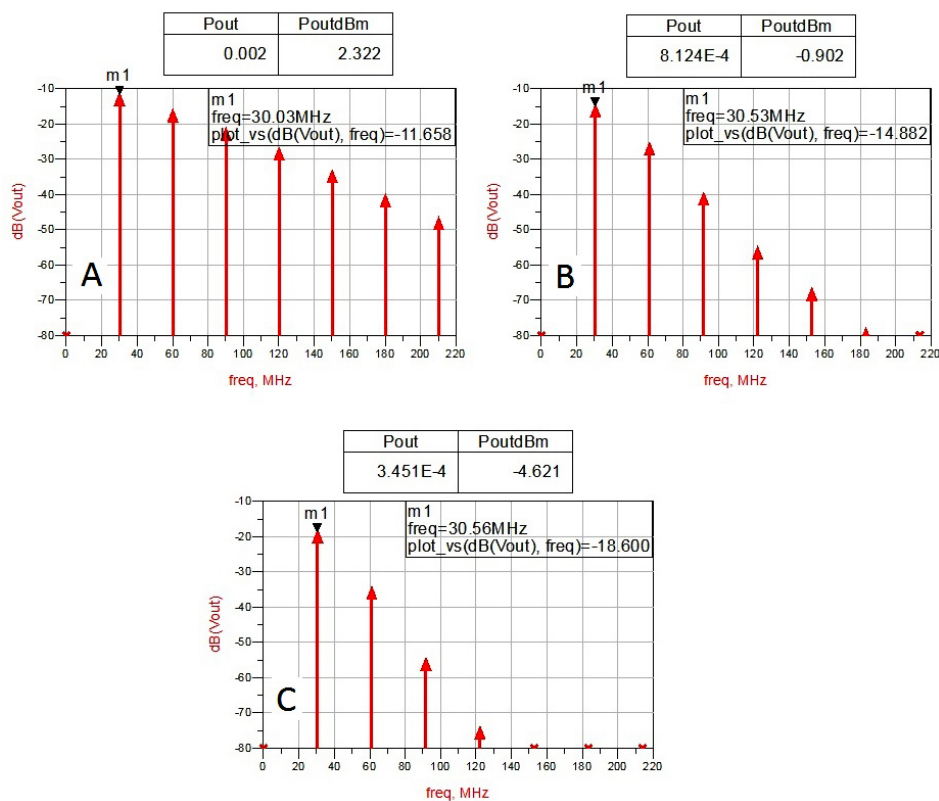 Pout PoutdBm
0.002 2.322
m1
m1
freq=30.03MHz
plot_vs(dB(Vout), freq)=-11.658
-10
-20
-30
-40
-50
-60
-70
-80
dB(Vout)
A
0 20 40 60 80 100 120 140 160 180 200 220
freq, MHz
Pout PoutdBm
8.124E-4 -0.902
m1
m1
freq=30.53MHz
plot_vs(dB(Vout), freq)=-14.882
-10
-20
-30
-40
-50
-60
-70
-80
dB(Vout)
B
0 20 40 60 80 100 120 140 160 180 200 220
freq, MHz
Pout PoutdBm
3.451E-4 -4.621
m1
m1
freq=30.56MHz
plot_vs(dB(Vout), freq)=-18.600
-10
-20
-30
-40
-50
-60
-70
-80
dB(Vout)
C
0 20 40 60 80 100 120 140 160 180 200 220
freq, MHz